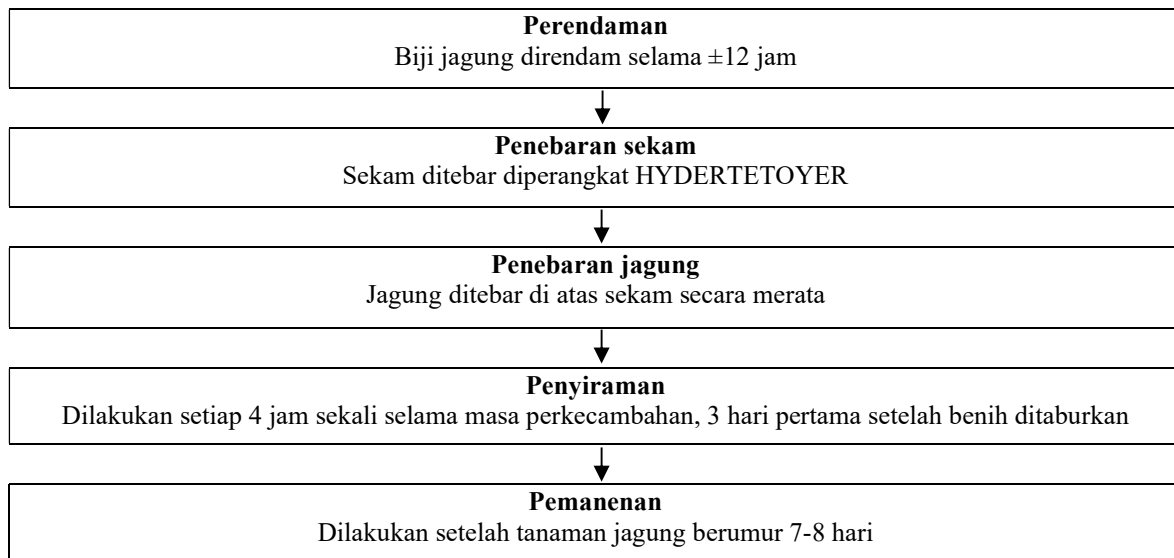 Perendaman
Biji jagung direndam selama ±12 jam
Penebaran sekam
Sekam ditebar diperangkat HYDERTETOYER
Penebaran jagung
Jagung ditebar di atas sekam secara merata
Penyiraman
Dilakukan setiap 4 jam sekali selama masa perkecambahan, 3 hari pertama setelah benih ditaburkan
Pemanenan
Dilakukan setelah tanaman jagung berumur 7-8 hari